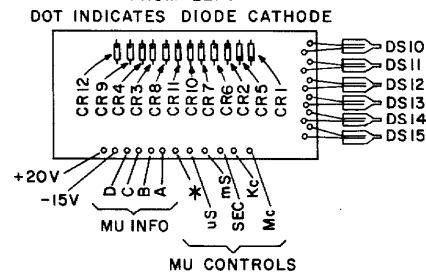 DOT INDICATES DIODE CATHODE
DS10
DS11
DS12
DS13
DS14
DS15
CR12
CR9
CR4
CR3
CR8
CR11
CR10
CR7
CR6
CR2
CR5
CR1
+20V
-15V
D
C
B
A
*
uS
mS
SEC
Kc
Mc
MU INFO
MU CONTROLS